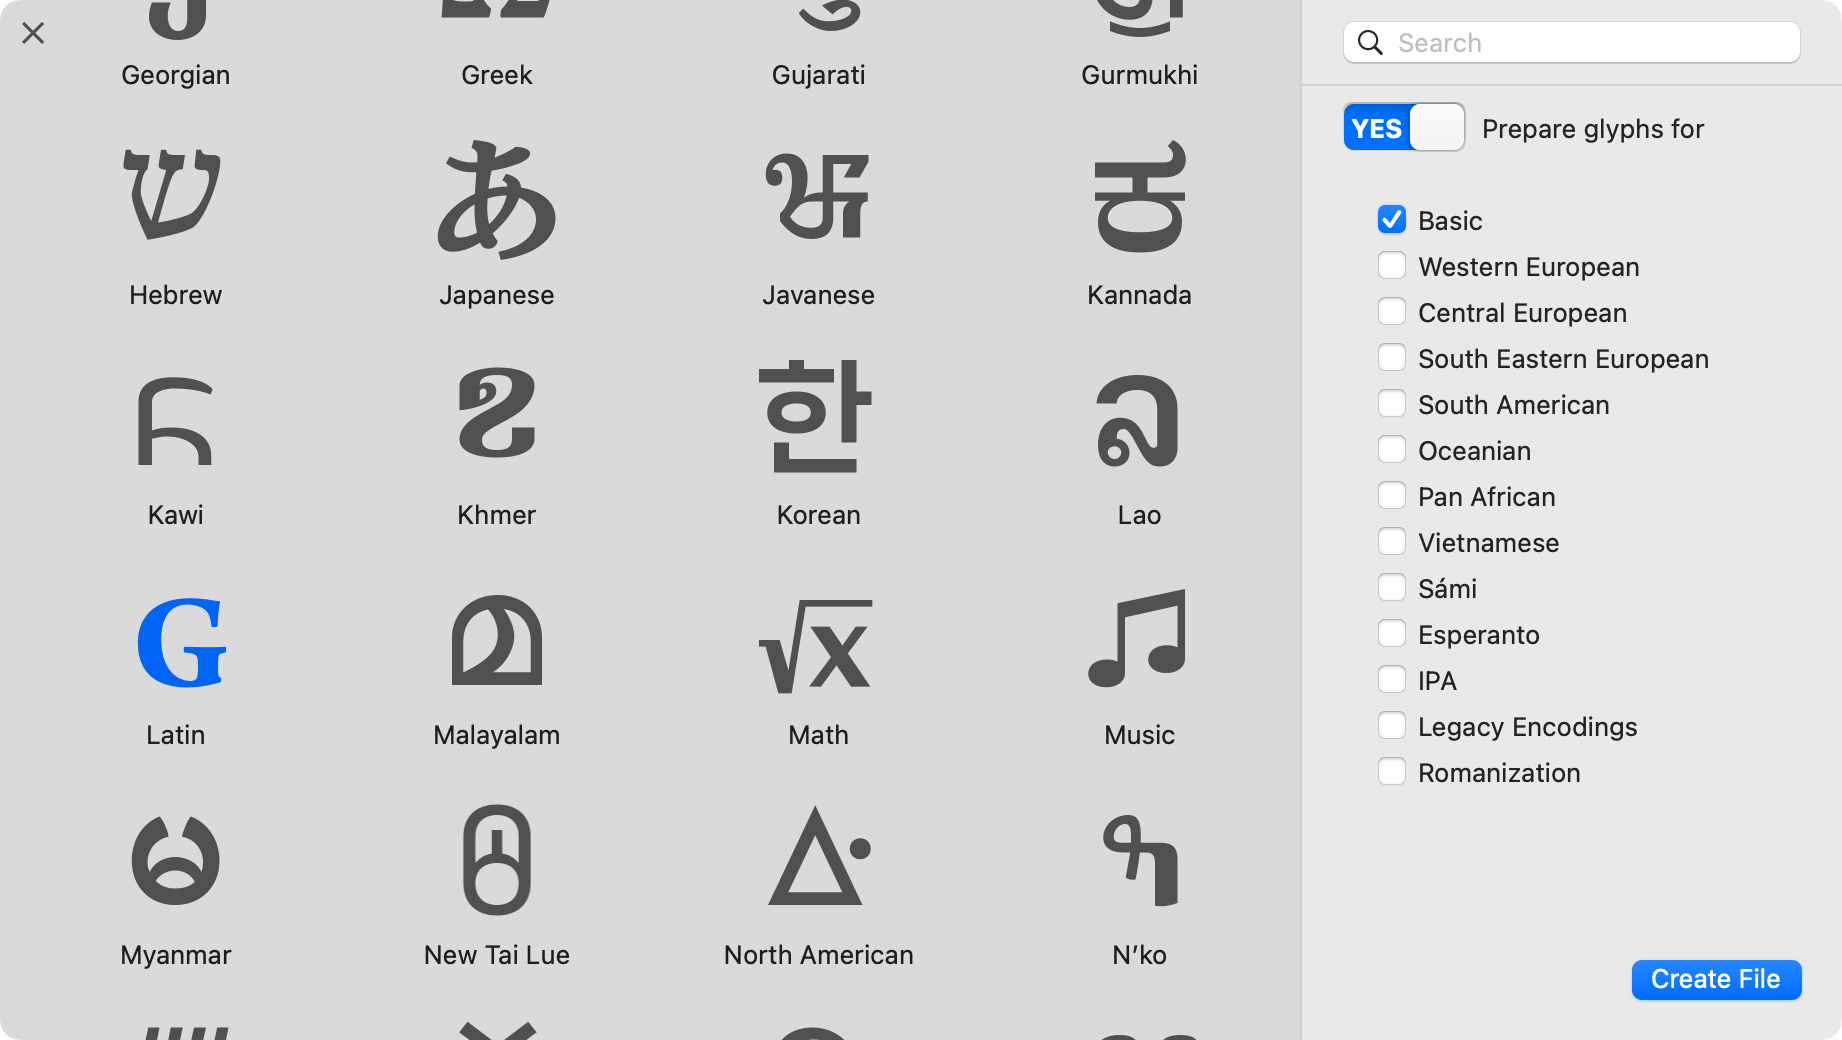 Georgian Greek Gujarati Gurmukhi
ש あ ꦗ ಕ
Hebrew Japanese Javanese Kannada
한 ລ
Kawi Khmer Korean Lao
G √x ♫
Latin Malayalam Math Music
Myanmar New Tai Lue North American N’ko
Search
YES Prepare glyphs for
Basic
Western European
Central European
South Eastern European
South American
Oceanian
Pan African
Vietnamese
Sámi
Esperanto
IPA
Legacy Encodings
Romanization
Create File